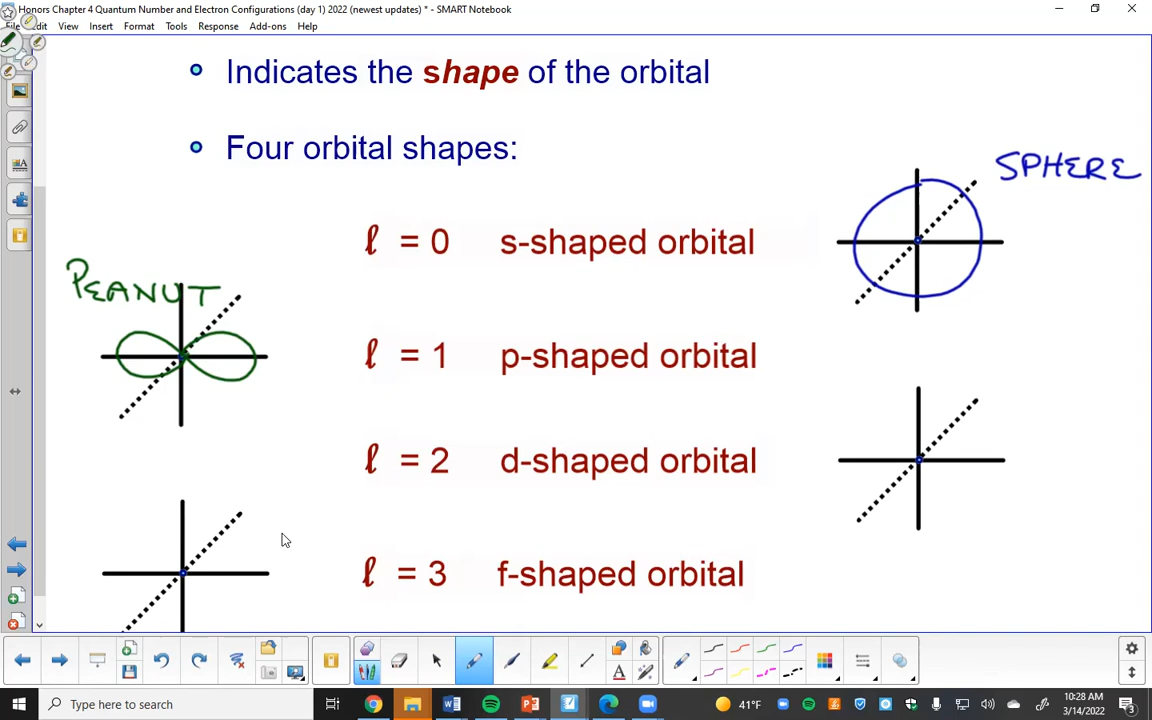 Honors Chapter 4 Quantum Number and Electron Configurations (day 1) 2022 (newest updates) * - SMART Notebook
File Edit View Insert Format Tools Response Add-ons Help
Indicates the shape of the orbital
Four orbital shapes:
SPHERE
ℓ = 0 s-shaped orbital
PEANUT
ℓ = 1 p-shaped orbital
ℓ = 2 d-shaped orbital
ℓ = 3 f-shaped orbital
Type here to search
41°F
10:28 AM
3/14/2022
3